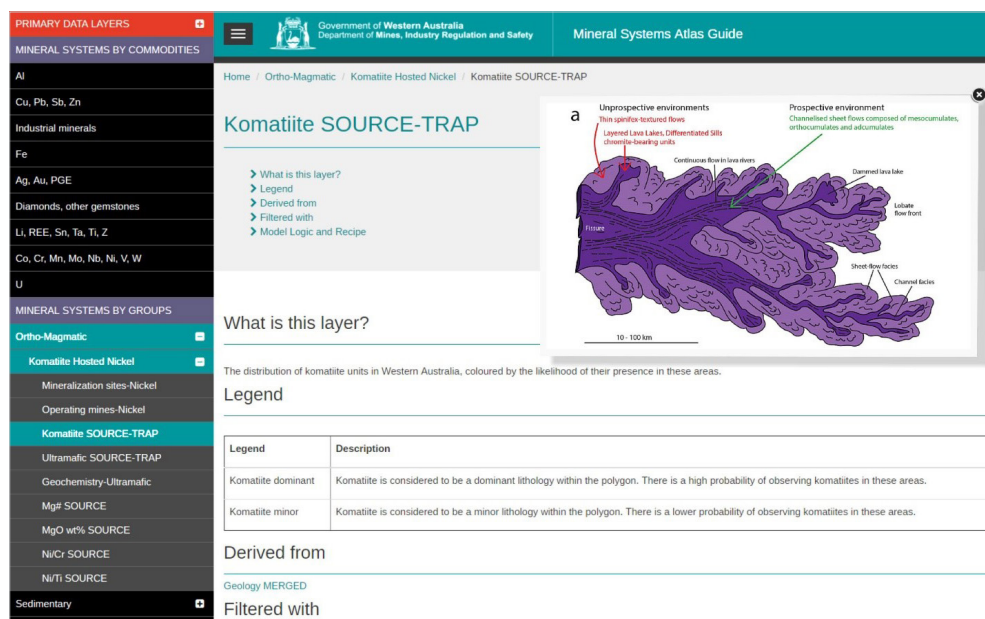 PRIMARY DATA LAYERS
MINERAL SYSTEMS BY COMMODITIES
Al
Cu, Pb, Sb, Zn
Industrial minerals
Fe
Ag, Au, PGE
Diamonds, other gemstones
Li, REE, Sn, Ta, Ti, Z
Co, Cr, Mn, Mo, Nb, Ni, V, W
U
MINERAL SYSTEMS BY GROUPS
Ortho-Magmatic
Komatiite Hosted Nickel
Mineralization sites-Nickel
Operating mines-Nickel
Komatiite SOURCE-TRAP
Ultramafic SOURCE-TRAP
Geochemistry-Ultramafic
Mg# SOURCE
MgO wt% SOURCE
Ni/Cr SOURCE
Ni/Ti SOURCE
Sedimentary
Government of Western Australia
Department of Mines, Industry Regulation and Safety
Mineral Systems Atlas Guide
Home / Ortho-Magmatic / Komatiite Hosted Nickel / Komatiite SOURCE-TRAP
Komatiite SOURCE-TRAP
What is this layer?
Legend
Derived from
Filtered with
Model Logic and Recipe
a
Unprospective environments
Thin spinifex-textured flows
Layered Lava Lakes, Differentiated Sills
chromite-bearing units
Prospective environment
Channelised sheet flows composed of mesocumulates,
orthocumulates and adcumulates
Continuous flow in lava rivers
Dammed lava lake
Lobate
flow front
Fissure
Sheet-flow facies
Channel facies
10 - 100 km
What is this layer?
The distribution of komatiite units in Western Australia, coloured by the likelihood of their presence in these areas.
Legend
Legend Description
Komatiite dominant Komatiite is considered to be a dominant lithology within the polygon. There is a high probability of observing komatiites in these areas.
Komatiite minor Komatiite is considered to be a minor lithology within the polygon. There is a lower probability of observing komatiites in these areas.
Derived from
Geology MERGED
Filtered with